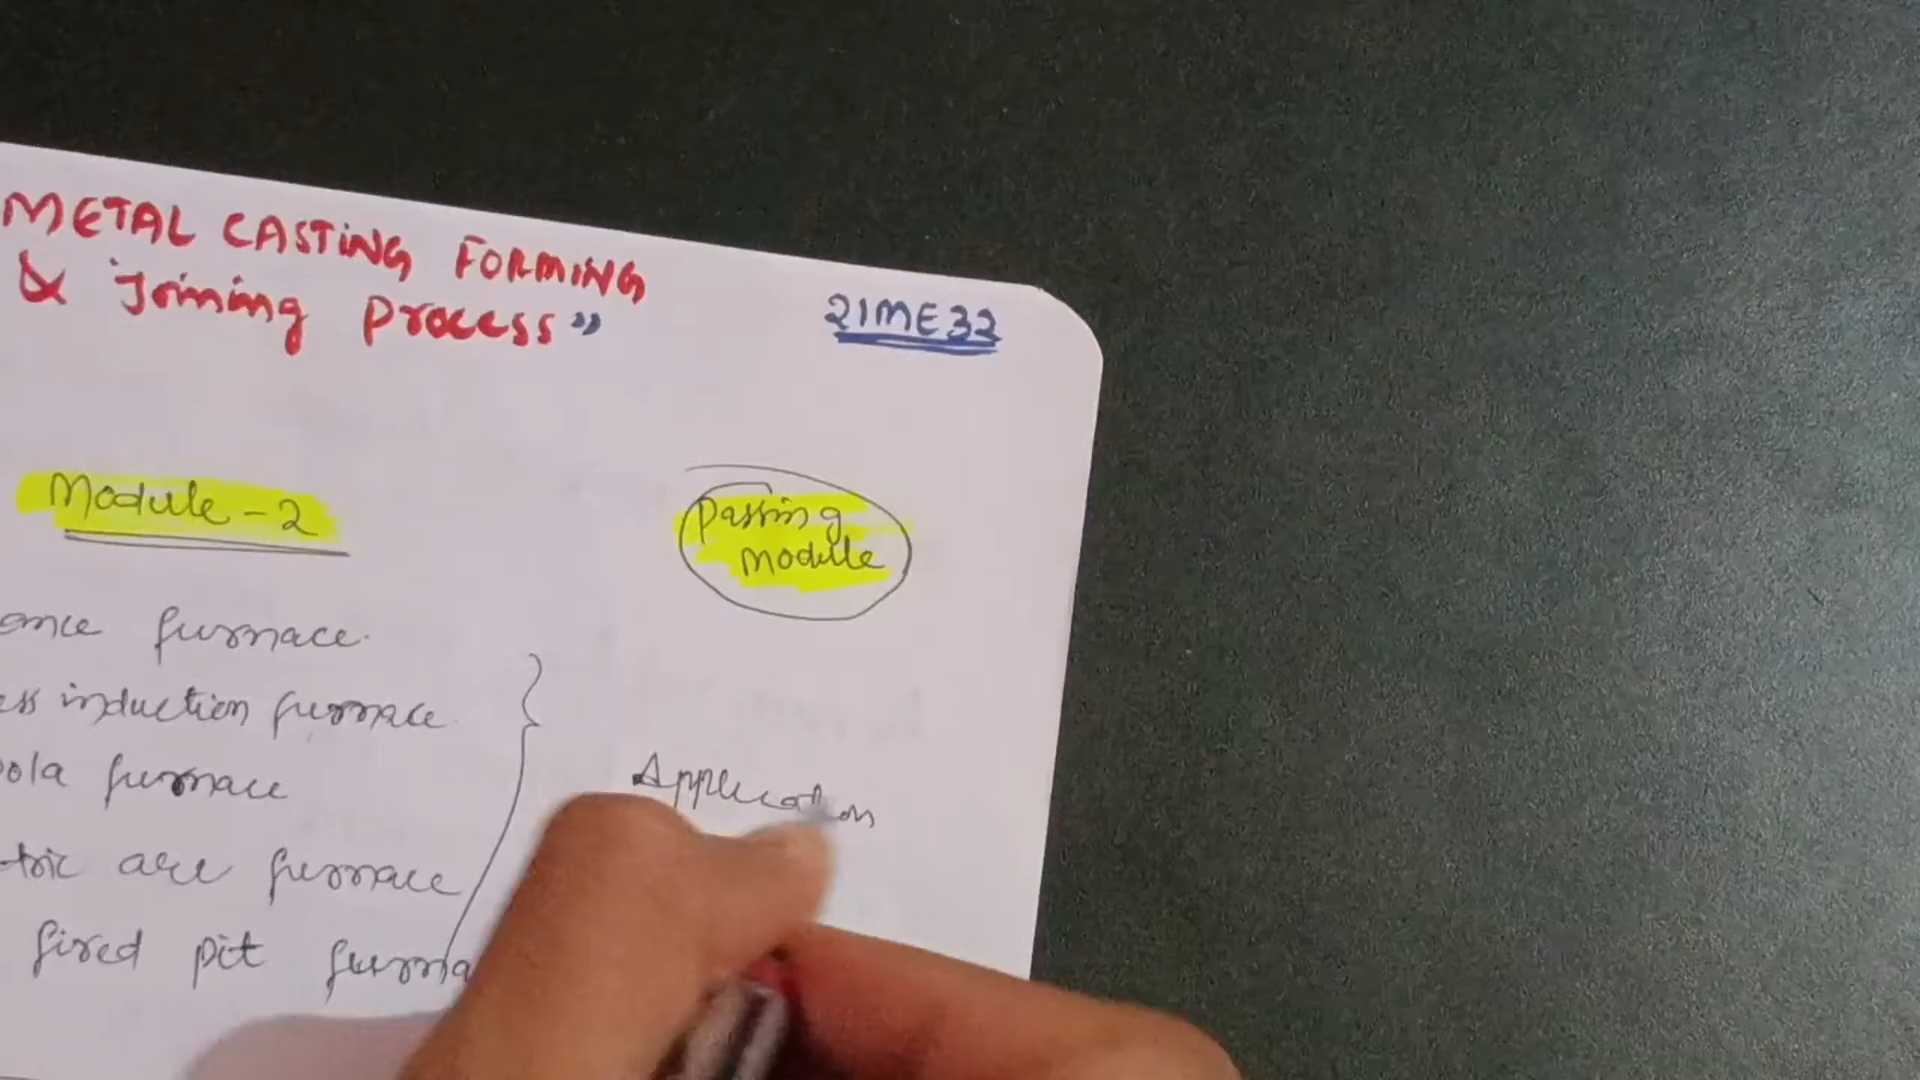 METAL CASTING FORMING
& Joining Process"
21ME32
Module-2
Passing
Module
furnace.
induction furnace
furnace
arc furnace
fired pit
Application